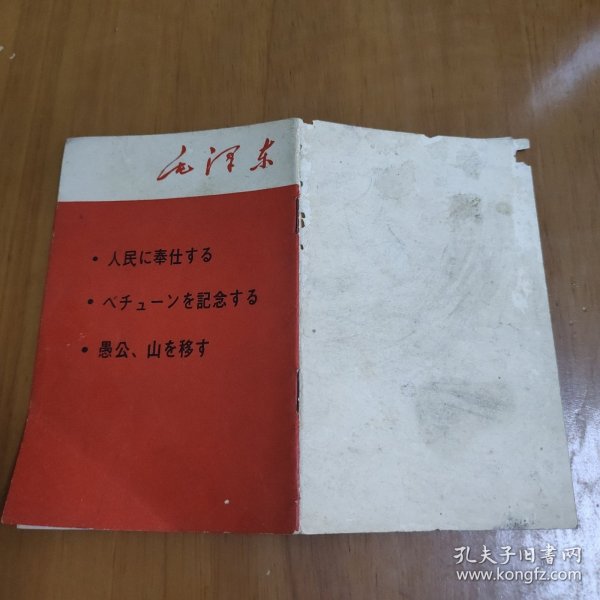 毛泽东
• 人民に奉仕する
• ベチューンを記念する
• 愚公、山を移す
孔夫子旧書网
www.kongfz.com